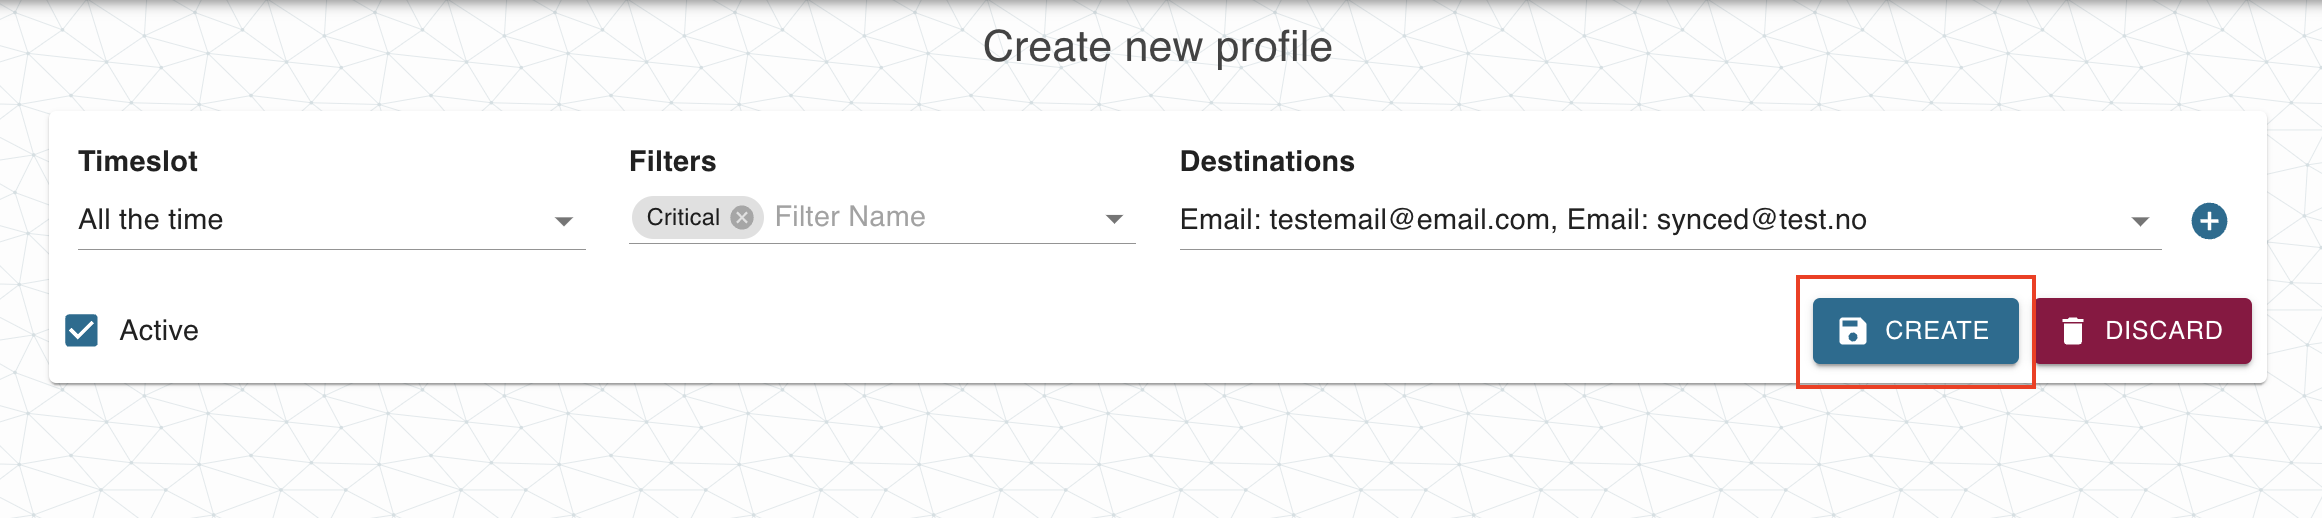 Create new profile
Timeslot
Filters
Destinations
All the time
Critical Filter Name
Email: testemail@email.com, Email: synced@test.no
Active
CREATE
DISCARD